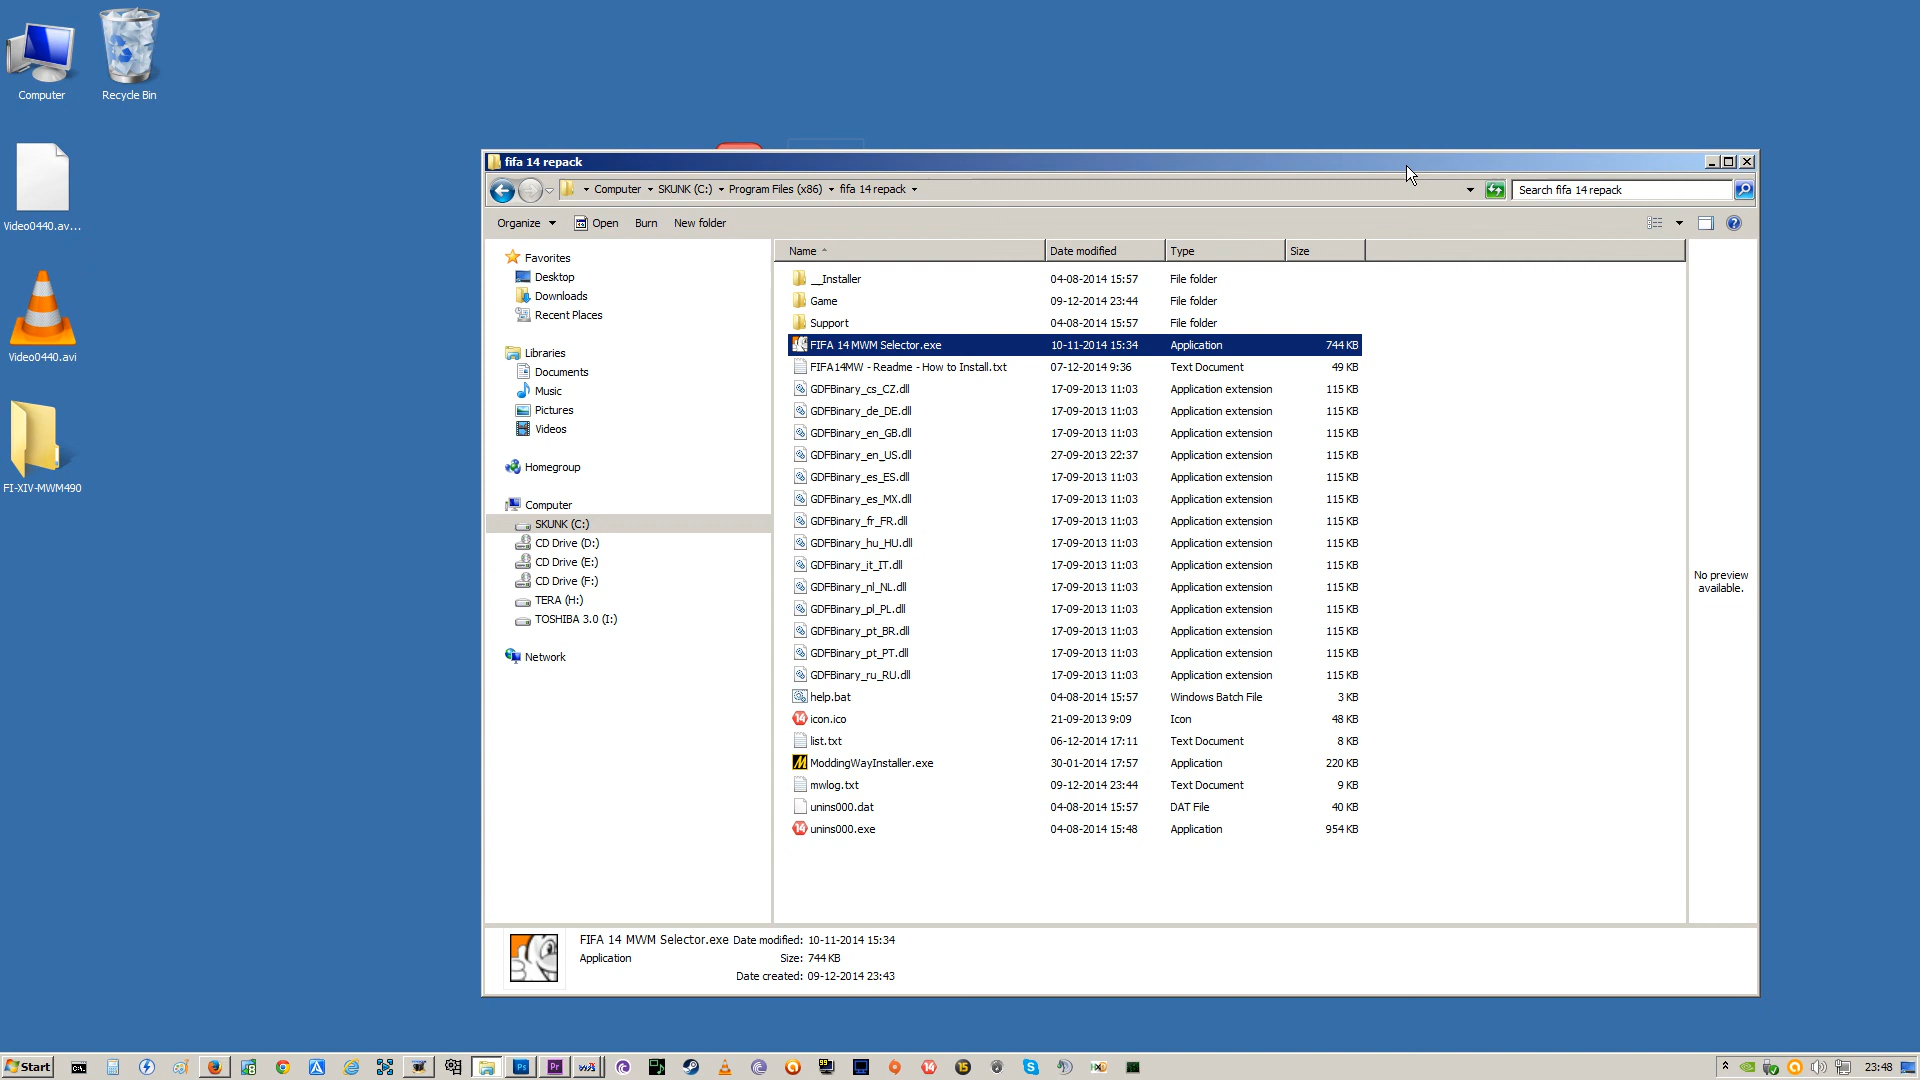 Computer
Recycle Bin
Video0440.av...
Video0440.avi
FI-XIV-MWM490
fifa 14 repack
Computer SKUNK (C:) Program Files (x86) fifa 14 repack
Search fifa 14 repack
Organize Open Burn New folder
Favorites
Desktop
Downloads
Recent Places
Libraries
Documents
Music
Pictures
Videos
Homegroup
Computer
SKUNK (C:)
CD Drive (D:)
CD Drive (E:)
CD Drive (F:)
TERA (H:)
TOSHIBA 3.0 (I:)
Network
Name Date modified Type Size
__Installer 04-08-2014 15:57 File folder
Game 09-12-2014 23:44 File folder
Support 04-08-2014 15:57 File folder
FIFA 14 MWM Selector.exe 10-11-2014 15:34 Application 744 KB
FIFA14MW - Readme - How to Install.txt 07-12-2014 9:36 Text Document 49 KB
GDFBinary_cs_CZ.dll 17-09-2013 11:03 Application extension 115 KB
GDFBinary_de_DE.dll 17-09-2013 11:03 Application extension 115 KB
GDFBinary_en_GB.dll 17-09-2013 11:03 Application extension 115 KB
GDFBinary_en_US.dll 27-09-2013 22:37 Application extension 115 KB
GDFBinary_es_ES.dll 17-09-2013 11:03 Application extension 115 KB
GDFBinary_es_MX.dll 17-09-2013 11:03 Application extension 115 KB
GDFBinary_fr_FR.dll 17-09-2013 11:03 Application extension 115 KB
GDFBinary_hu_HU.dll 17-09-2013 11:03 Application extension 115 KB
GDFBinary_it_IT.dll 17-09-2013 11:03 Application extension 115 KB
GDFBinary_nl_NL.dll 17-09-2013 11:03 Application extension 115 KB
GDFBinary_pl_PL.dll 17-09-2013 11:03 Application extension 115 KB
GDFBinary_pt_BR.dll 17-09-2013 11:03 Application extension 115 KB
GDFBinary_pt_PT.dll 17-09-2013 11:03 Application extension 115 KB
GDFBinary_ru_RU.dll 17-09-2013 11:03 Application extension 115 KB
help.bat 04-08-2014 15:57 Windows Batch File 3 KB
icon.ico 21-09-2013 9:09 Icon 48 KB
list.txt 06-12-2014 17:11 Text Document 8 KB
ModdingWayInstaller.exe 30-01-2014 17:57 Application 220 KB
mwlog.txt 09-12-2014 23:44 Text Document 9 KB
unins000.dat 04-08-2014 15:57 DAT File 40 KB
unins000.exe 04-08-2014 15:48 Application 954 KB
No preview
available.
FIFA 14 MWM Selector.exe Date modified: 10-11-2014 15:34
Application Size: 744 KB
Date created: 09-12-2014 23:43
Start
Ps
Pr
14
15
23:48